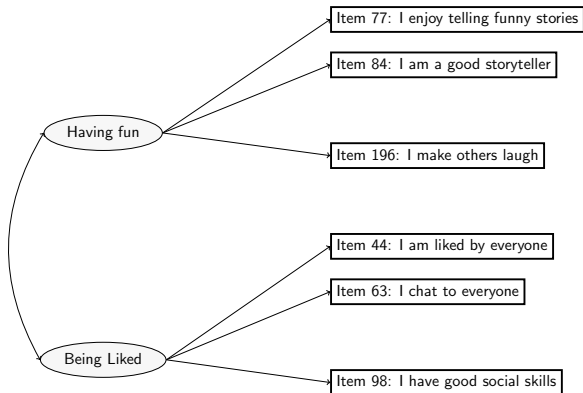 Item 77: I enjoy telling funny stories
Item 84: I am a good storyteller
Having fun
Item 196: I make others laugh
Item 44: I am liked by everyone
Item 63: I chat to everyone
Being Liked
Item 98: I have good social skills